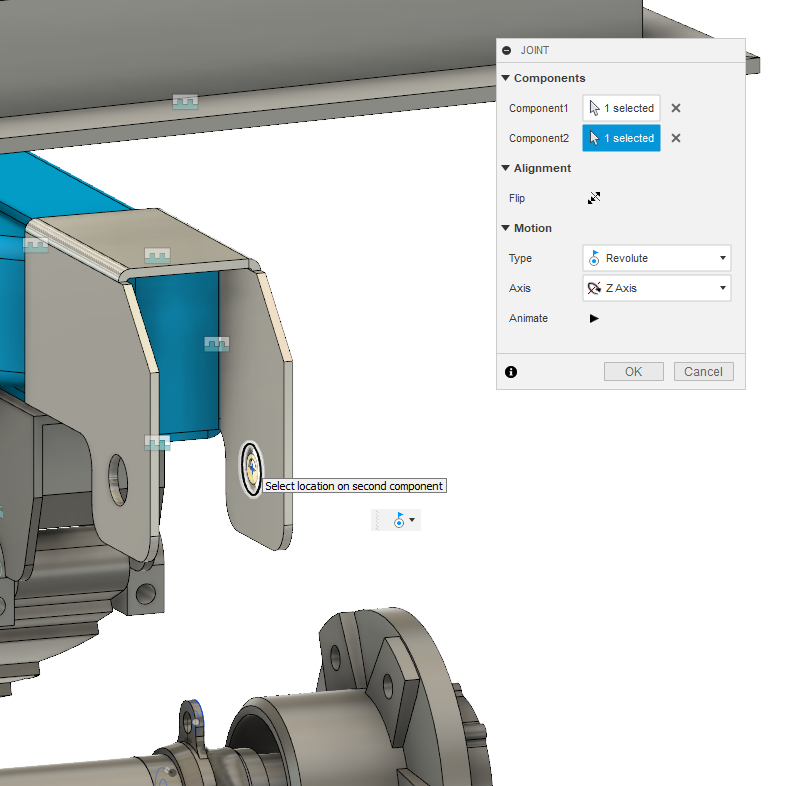 JOINT
Components
Component1 1 selected
Component2 1 selected
Alignment
Flip
Motion
Type Revolute
Axis Z Axis
Animate
OK Cancel
Select location on second component